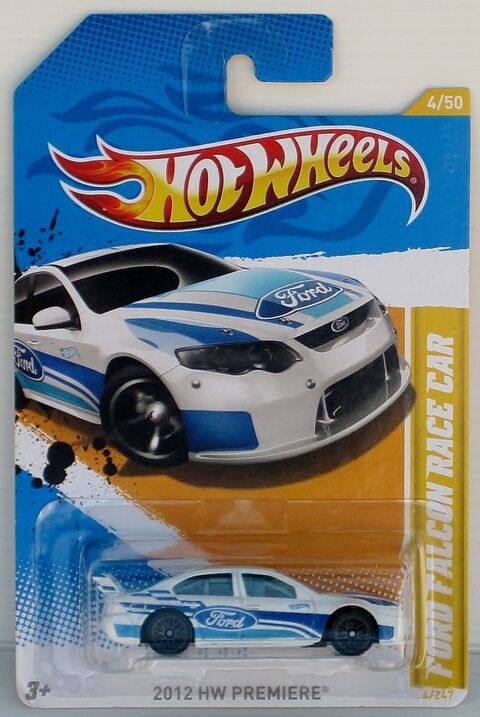 4/50
HOT WHEELS®
Ford
Ford
Ford
FORD FALCON RACE CAR
Ford
3+
2012 HW PREMIERE®
4/247